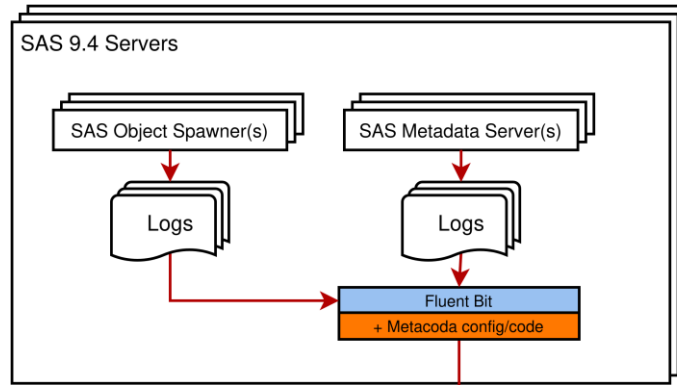 SAS 9.4 Servers
SAS Object Spawner(s)
SAS Metadata Server(s)
Logs
Logs
Fluent Bit
+ Metacoda config/code